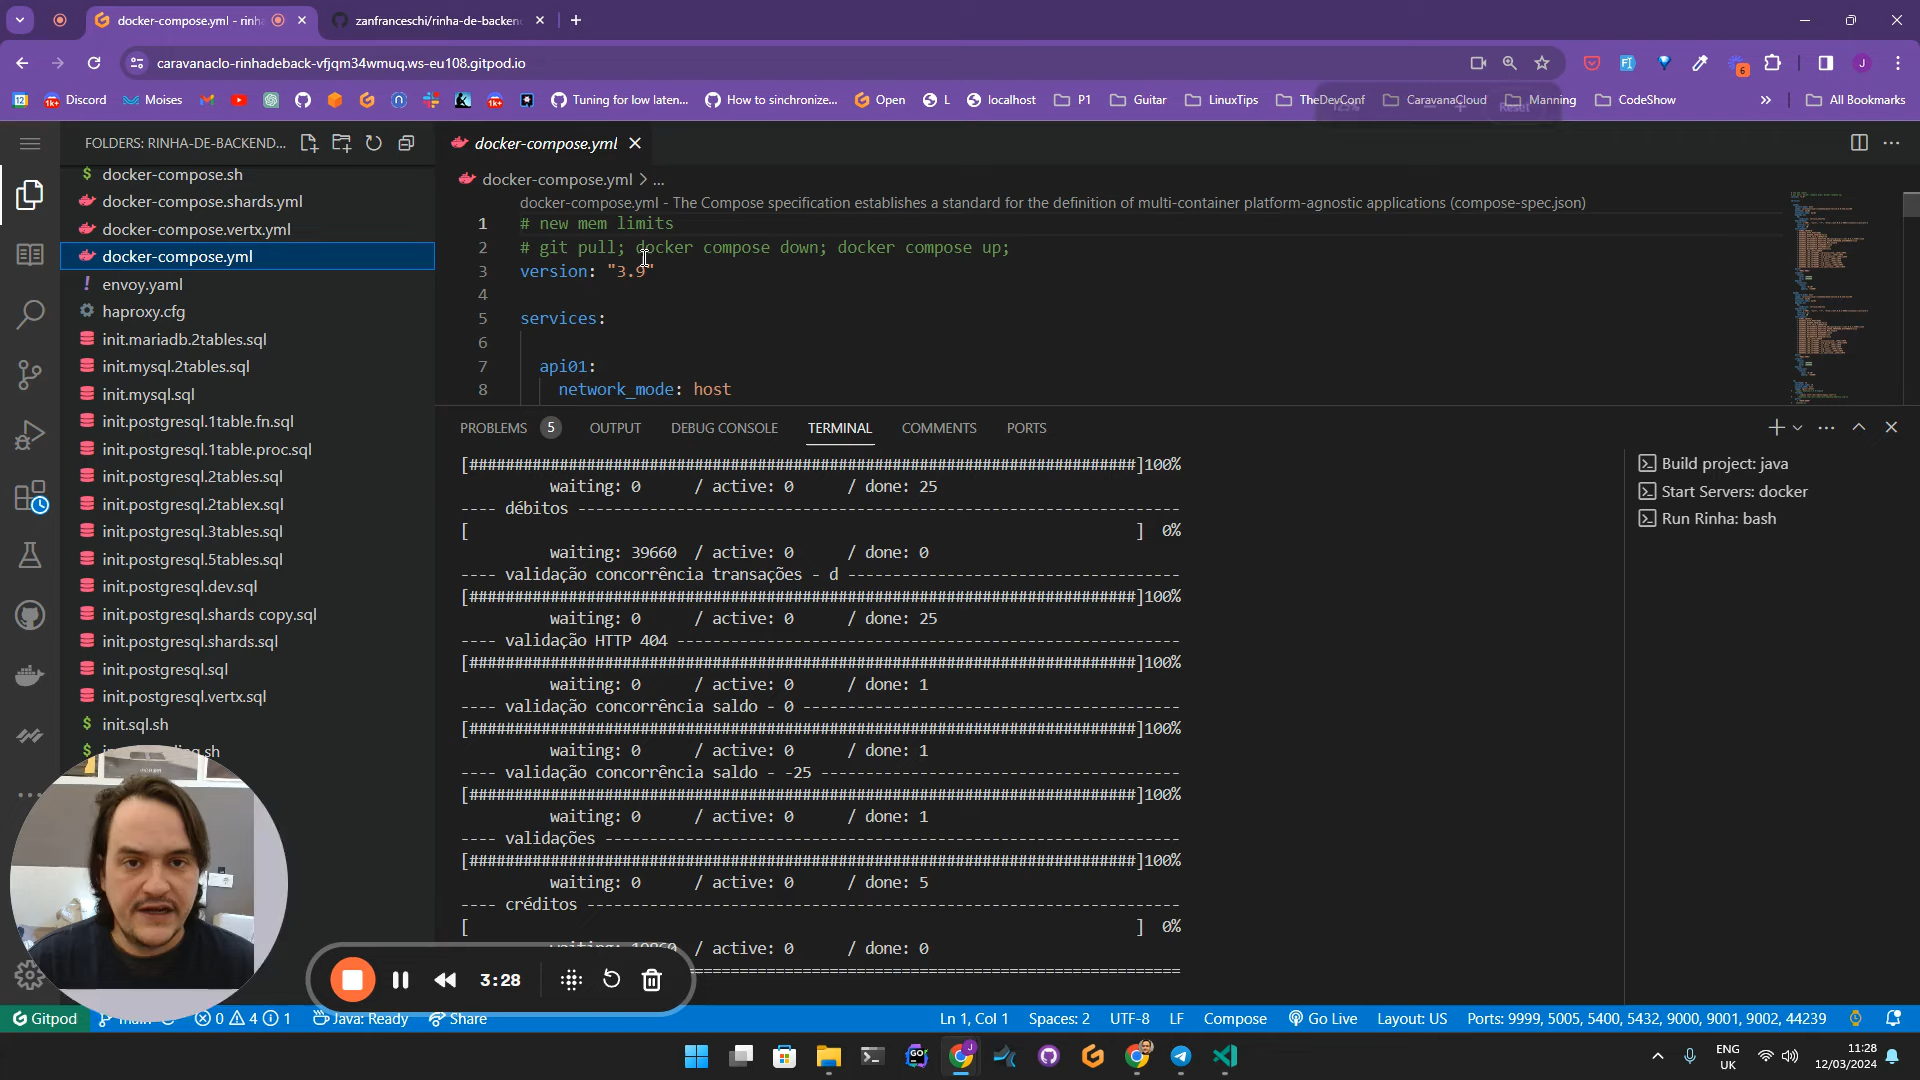 docker-compose.yml - rinha
zanfranceschi/rinha-de-backend
caravanaclo-rinhadeback-vfjqm34wmuq.ws-eu108.gitpod.io
6
J
12
Discord
Moises
Tuning for low laten...
How to sinchronize...
Open
L
localhost
P1
Guitar
LinuxTips
TheDevConf
CaravanaCloud
Manning
CodeShow
All Bookmarks
Reset
FOLDERS: RINHA-DE-BACKEND...
docker-compose.sh
docker-compose.shards.yml
docker-compose.vertx.yml
docker-compose.yml
envoy.yaml
haproxy.cfg
init.mariadb.2tables.sql
init.mysql.2tables.sql
init.mysql.sql
init.postgresql.1table.fn.sql
init.postgresql.1table.proc.sql
init.postgresql.2tables.sql
init.postgresql.2tablex.sql
init.postgresql.3tables.sql
init.postgresql.5tables.sql
init.postgresql.dev.sql
init.postgresql.shards copy.sql
init.postgresql.shards.sql
init.postgresql.sql
init.postgresql.vertx.sql
init.sql.sh
docker-compose.yml
docker-compose.yml > ...
docker-compose.yml - The Compose specification establishes a standard for the definition of multi-container platform-agnostic applications (compose-spec.json)
1 # new mem limits
2 # git pull; docker compose down; docker compose up;
3 version: "3.9"
4
5 services:
6
7 api01:
8 network_mode: host
PROBLEMS 5 OUTPUT DEBUG CONSOLE TERMINAL COMMENTS PORTS
[##########################################################################]100%
waiting: 0 / active: 0 / done: 25
---- débitos -------------------------------------------------------------------
[ ] 0%
waiting: 39660 / active: 0 / done: 0
---- validação concorrência transações - d -------------------------------------
[##########################################################################]100%
waiting: 0 / active: 0 / done: 25
---- validação HTTP 404 --------------------------------------------------------
[##########################################################################]100%
waiting: 0 / active: 0 / done: 1
---- validação concorrência saldo - 0 ------------------------------------------
[##########################################################################]100%
waiting: 0 / active: 0 / done: 1
---- validação concorrência saldo - -25 ----------------------------------------
[##########################################################################]100%
waiting: 0 / active: 0 / done: 1
---- validações ----------------------------------------------------------------
[##########################################################################]100%
waiting: 0 / active: 0 / done: 5
---- créditos ------------------------------------------------------------------
[ ] 0%
/ active: 0 / done: 0
================================================================================
Build project: java
Start Servers: docker
Run Rinha: bash
3:28
Gitpod
main
0 4 1
Java: Ready
Share
Ln 1, Col 1
Spaces: 2
UTF-8
LF
Compose
Go Live
Layout: US
Ports: 9999, 5005, 5400, 5432, 9000, 9001, 9002, 44239
GO
J
ENG
UK
11:28
12/03/2024